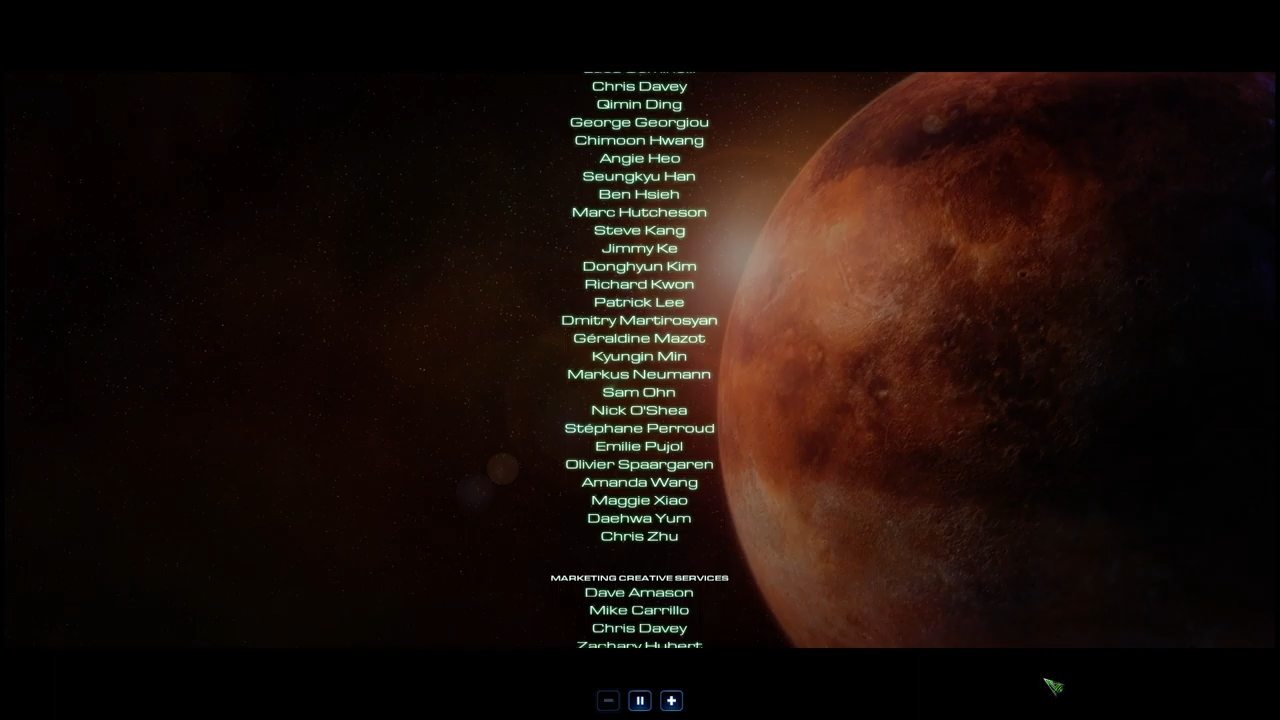 Chris Davey
Qimin Ding
George Georgiou
Chimoon Hwang
Angie Heo
Seungkyu Han
Ben Hsieh
Marc Hutcheson
Steve Kang
Jimmy Ke
Donghyun Kim
Richard Kwon
Patrick Lee
Dmitry Martirosyan
Géraldine Mazot
Kyungin Min
Markus Neumann
Sam Ohn
Nick O'Shea
Stéphane Perroud
Emilie Pujol
Olivier Spaargaren
Amanda Wang
Maggie Xiao
Daehwa Yum
Chris Zhu
MARKETING CREATIVE SERVICES
Dave Amason
Mike Carrillo
Chris Davey
Zachary Hubert